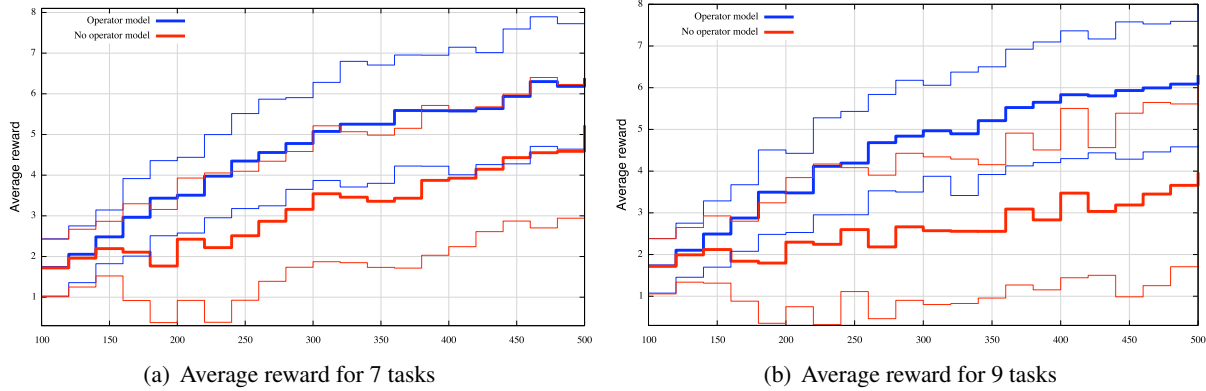 8
7
6
5
4
3
2
1
Average reward
Operator model
No operator model
100 150 200 250 300 350 400 450 500
(a) Average reward for 7 tasks
9
8
7
6
5
4
3
2
1
Average reward
Operator model
No operator model
100 150 200 250 300 350 400 450 500
(b) Average reward for 9 tasks